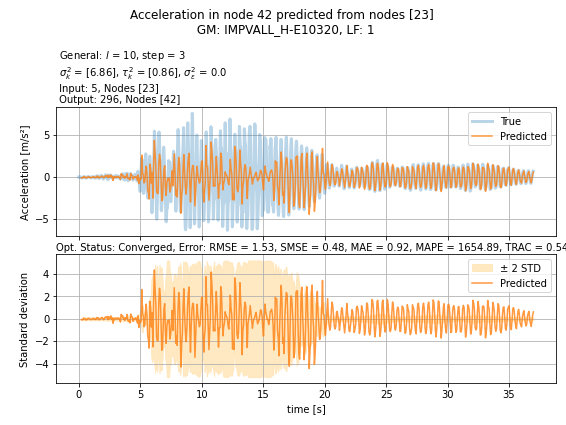 Acceleration in node 42 predicted from nodes [23]
GM: IMPVALL_H-E10320, LF: 1
General: l = 10, step = 3
σ_k² = [6.86], τ_k² = [0.86], σ_ε² = 0.0
Input: 5, Nodes [23]
Output: 296, Nodes [42]
Acceleration [m/s²]
5
0
−5
True
Predicted
Opt. Status: Converged, Error: RMSE = 1.53, SMSE = 0.48, MAE = 0.92, MAPE = 1654.89, TRAC = 0.54
Standard deviation
4
2
0
−2
−4
± 2 STD
Predicted
0 5 10 15 20 25 30 35
time [s]